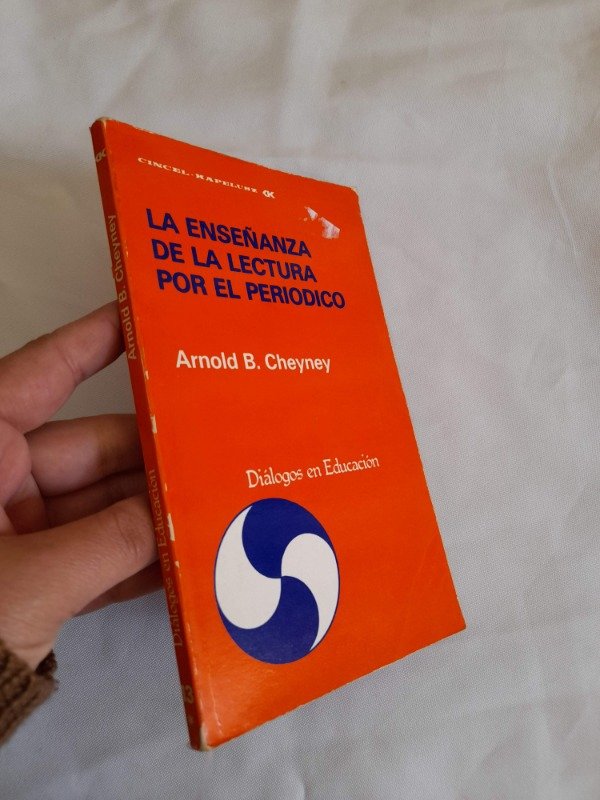 CINCEL-KAPELUSZ CK
LA ENSEÑANZA
DE LA LECTURA
POR EL PERIODICO
Arnold B. Cheyney
Diálogos en Educación
Arnold B. Cheyney
Diálogos en Educación